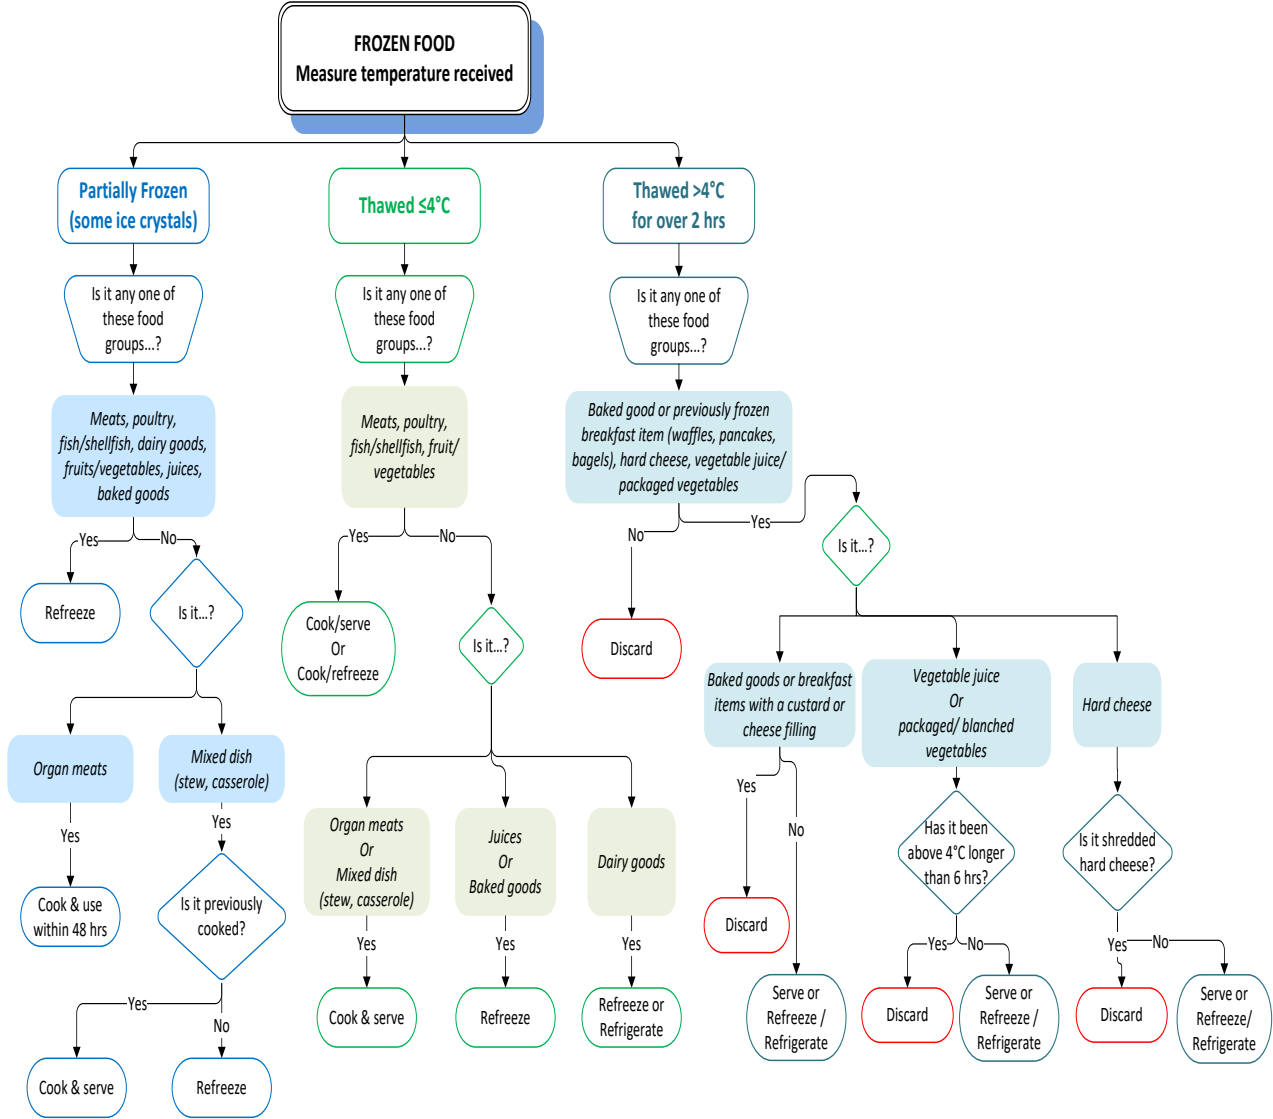 FROZEN FOOD
Measure temperature received
Partially Frozen
(some ice crystals)
Thawed ≤4°C
Thawed >4°C
for over 2 hrs
Is it any one of
these food
groups...?
Is it any one of
these food
groups...?
Is it any one of
these food
groups...?
Meats, poultry,
fish/shellfish, dairy goods,
fruits/vegetables, juices,
baked goods
Meats, poultry,
fish/shellfish, fruit/
vegetables
Baked good or previously frozen
breakfast item (waffles, pancakes,
bagels), hard cheese, vegetable juice/
packaged vegetables
Yes
No
Yes
No
No
Yes
Refreeze
Is it...?
Cook/serve
Or
Cook/refreeze
Is it...?
Discard
Is it...?
Organ meats
Mixed dish
(stew, casserole)
Baked goods or breakfast
items with a custard or
cheese filling
Vegetable juice
Or
packaged/ blanched
vegetables
Hard cheese
Yes
Yes
Organ meats
Or
Mixed dish
(stew, casserole)
Juices
Or
Baked goods
Dairy goods
Yes
No
Has it been
above 4°C longer
than 6 hrs?
Is it shredded
hard cheese?
Cook & use
within 48 hrs
Is it previously
cooked?
Yes
Yes
Yes
Discard
Yes
No
Yes
No
Yes
No
Cook & serve
Refreeze
Refreeze or
Refrigerate
Serve or
Refreeze /
Refrigerate
Discard
Serve or
Refreeze /
Refrigerate
Discard
Serve or
Refreeze/
Refrigerate
Cook & serve
Refreeze